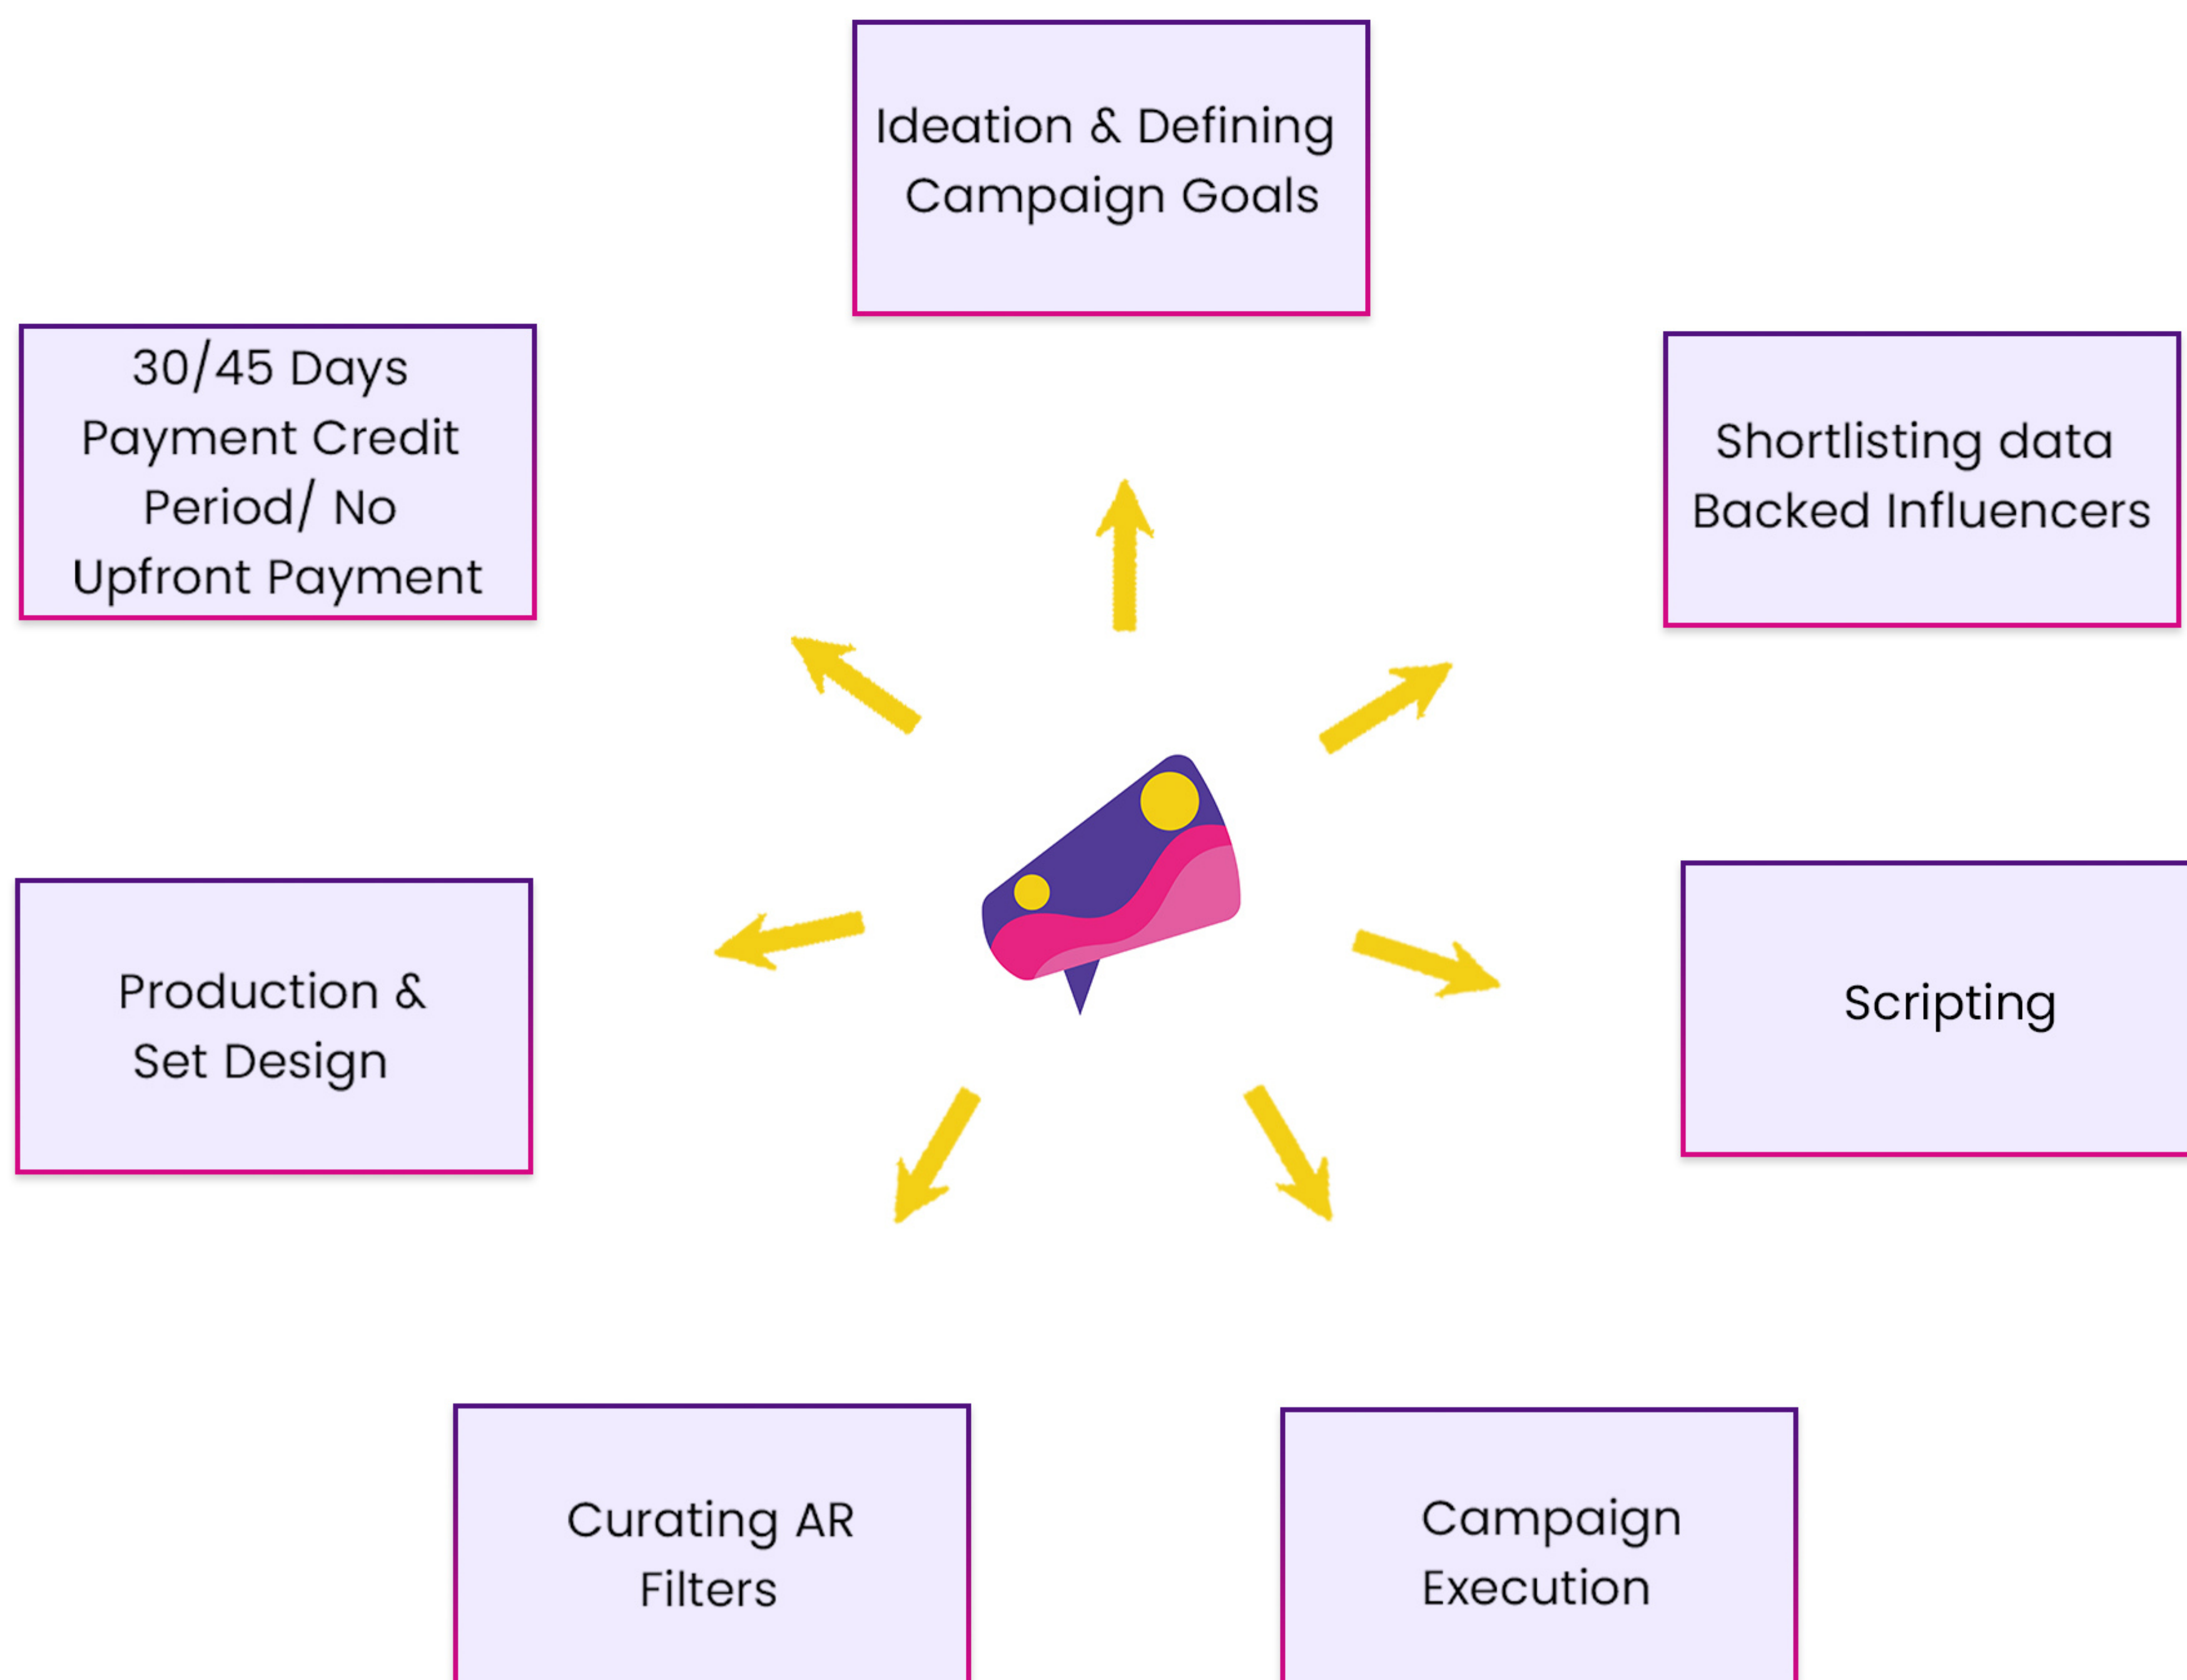 Ideation & Defining
Campaign Goals
30/45 Days
Payment Credit
Period/ No
Upfront Payment
Shortlisting data
Backed Influencers
Production &
Set Design
Scripting
Curating AR
Filters
Campaign
Execution